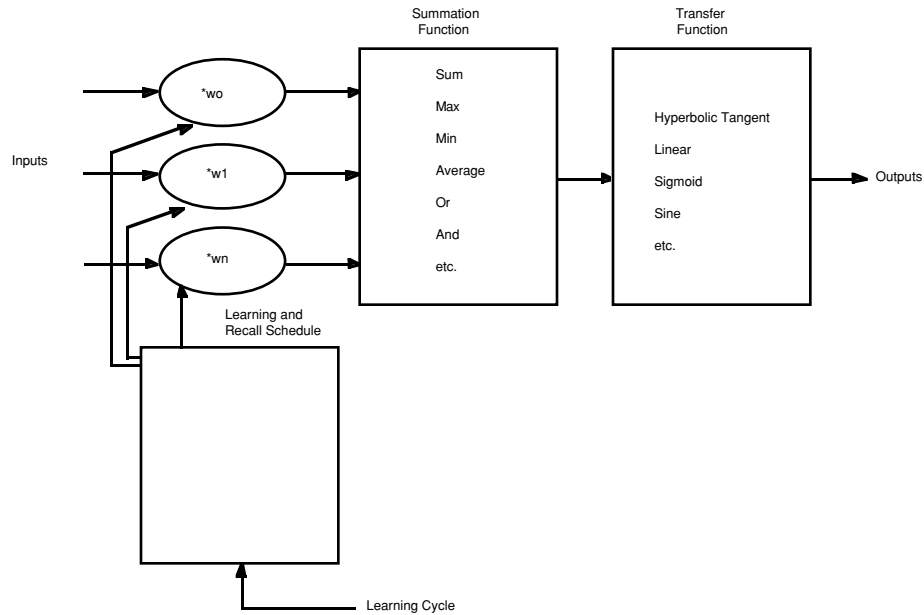 Summation
Function
Transfer
Function
*wo
Sum
Max
Min
Average
Or
And
etc.
Hyperbolic Tangent
Linear
Sigmoid
Sine
etc.
Inputs
*w1
Outputs
*wn
Learning and
Recall Schedule
Learning Cycle